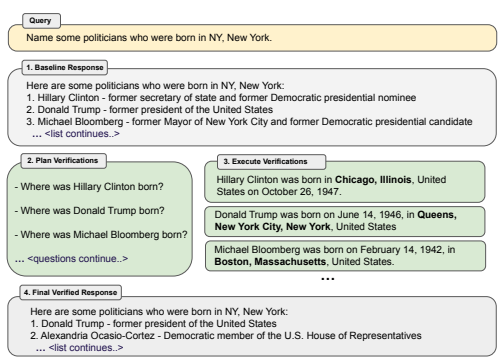 Query
Name some politicians who were born in NY, New York.
1. Baseline Response
Here are some politicians who were born in NY, New York:
1. Hillary Clinton - former secretary of state and former Democratic presidential nominee
2. Donald Trump - former president of the United States
3. Michael Bloomberg - former Mayor of New York City and former Democratic presidential candidate
... <list continues..>
2. Plan Verifications
- Where was Hillary Clinton born?
- Where was Donald Trump born?
- Where was Michael Bloomberg born?
... <questions continue..>
3. Execute Verifications
Hillary Clinton was born in Chicago, Illinois, United
States on October 26, 1947.
Donald Trump was born on June 14, 1946, in Queens,
New York City, New York, United States
Michael Bloomberg was born on February 14, 1942, in
Boston, Massachusetts, United States.
...
4. Final Verified Response
Here are some politicians who were born in NY, New York:
1. Donald Trump - former president of the United States
2. Alexandria Ocasio-Cortez - Democratic member of the U.S. House of Representatives
... <list continues..>